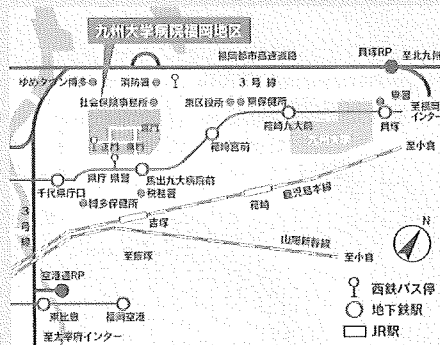 九州大学病院福岡地区
福岡都市高速道路
貝塚RP
至北九州
ゆめタウン博多
消防署
3号線
社会保険事務所
東区役所
東保健所
東署
至福岡インター
箱崎九大前
貝塚
箱崎宮前
九州大学
正門
至小倉
県庁
県警
馬出九大病院前
千代県庁口
税務署
博多保健所
箱崎
鹿児島本線
3号線
吉塚
N
山陽新幹線
至飯塚
至小倉
空港通RP
西鉄バス停
東比恵
福岡空港
地下鉄駅
至太宰府インター
JR駅